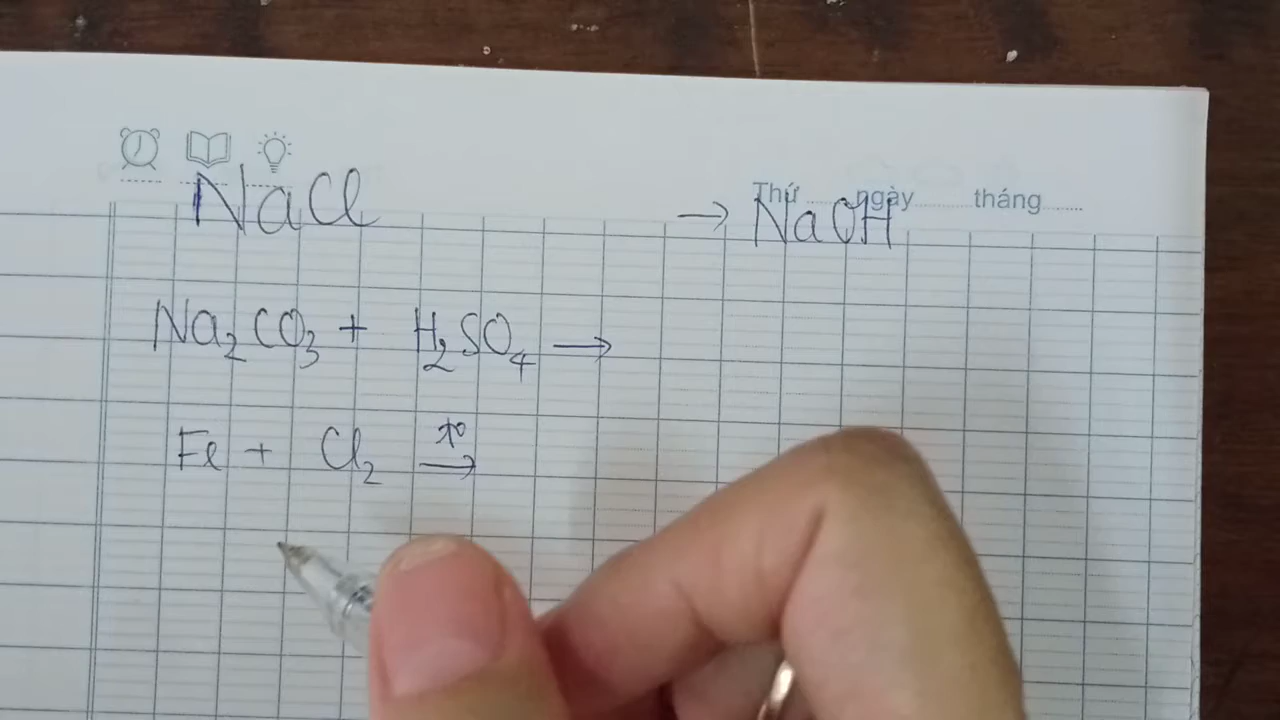 Thứ ........ ngày ............ tháng ........
NaCl → NaOH
Na₂CO₃ + H₂SO₄ →
Fe + Cl₂ →t°